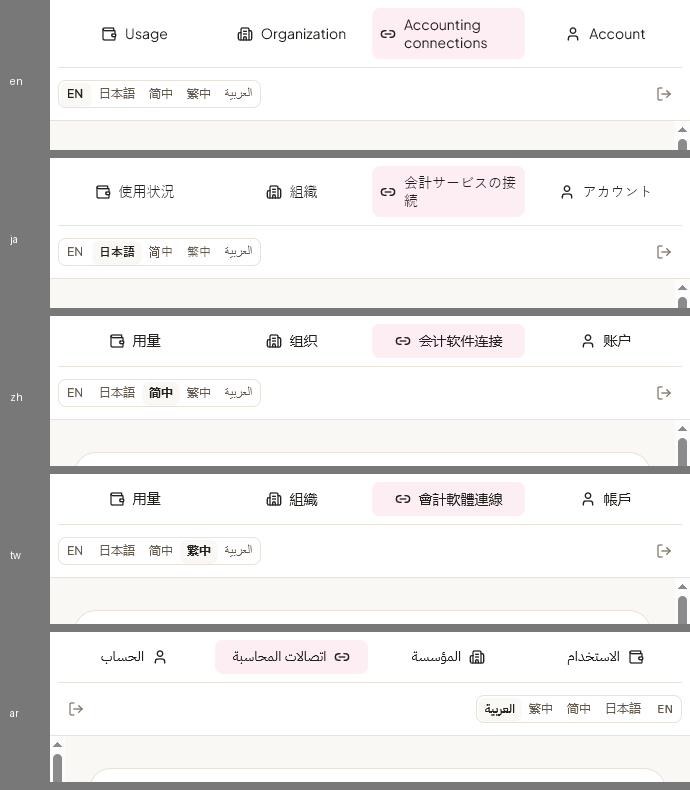 en
Usage
Organization
Accounting
connections
Account
EN 日本語 简中 繁中 العربية
ja
使用状況
組織
会計サービスの接
続
アカウント
EN 日本語 简中 繁中 العربية
zh
用量
组织
会计软件连接
账户
EN 日本語 简中 繁中 العربية
tw
用量
組織
會計軟體連線
帳戶
EN 日本語 简中 繁中 العربية
ar
الاستخدام
المؤسسة
اتصالات المحاسبة
الحساب
EN 日本語 简中 繁中 العربية